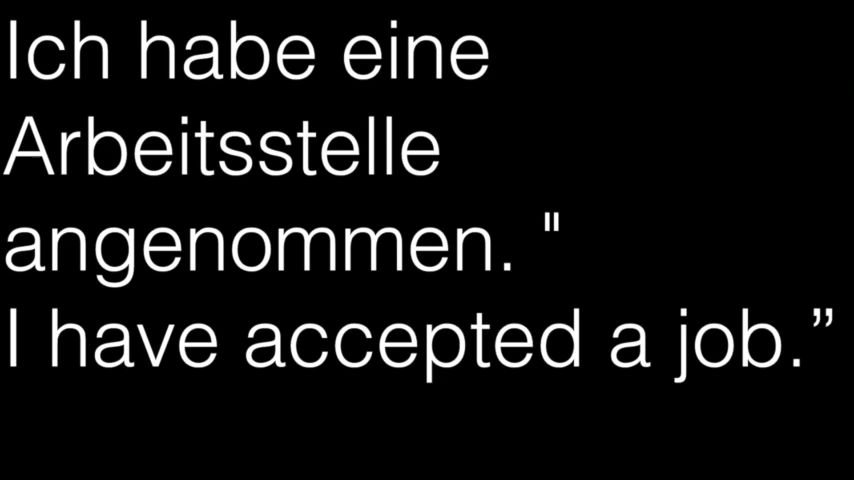 Ich habe eine
Arbeitsstelle
angenommen. "
I have accepted a job.”